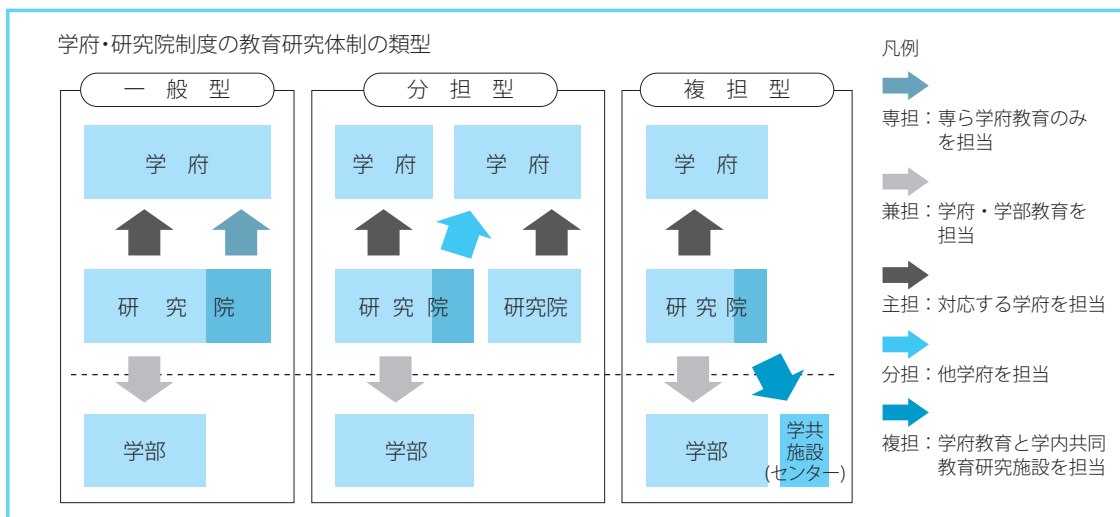 学府・研究院制度の教育研究体制の類型
一般型
学府
研究院
学部
分担型
学府
学府
研究院
研究院
学部
複担型
学府
研究院
学部
学共
施設
(センター)
凡例
専担：専ら学府教育のみ
を担当
兼担：学府・学部教育を
担当
主担：対応する学府を担当
分担：他学府を担当
複担：学府教育と学内共同
教育研究施設を担当